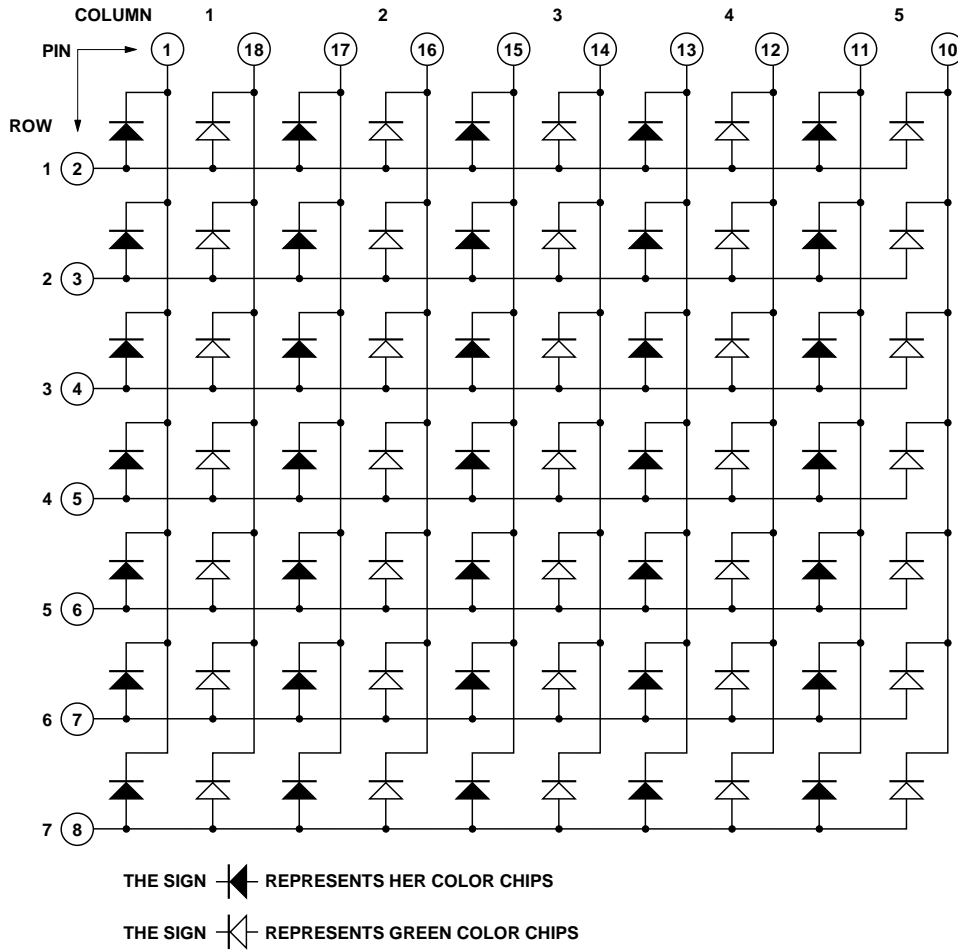 COLUMN 1 2 3 4 5
PIN 1 18 17 16 15 14 13 12 11 10
ROW
1 2
2 3
3 4
4 5
5 6
6 7
7 8
THE SIGN REPRESENTS HER COLOR CHIPS
THE SIGN REPRESENTS GREEN COLOR CHIPS